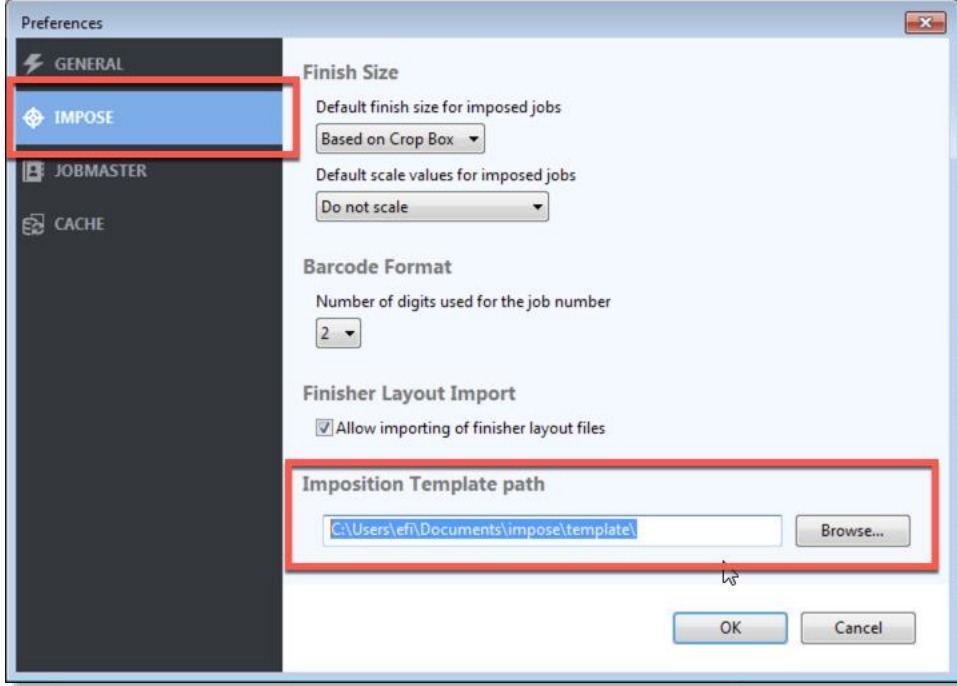 Preferences
GENERAL
IMPOSE
JOBMASTER
CACHE
Finish Size
Default finish size for imposed jobs
Based on Crop Box
Default scale values for imposed jobs
Do not scale
Barcode Format
Number of digits used for the job number
2
Finisher Layout Import
Allow importing of finisher layout files
Imposition Template path
C:\Users\efi\Documents\impose\template\
Browse...
OK
Cancel